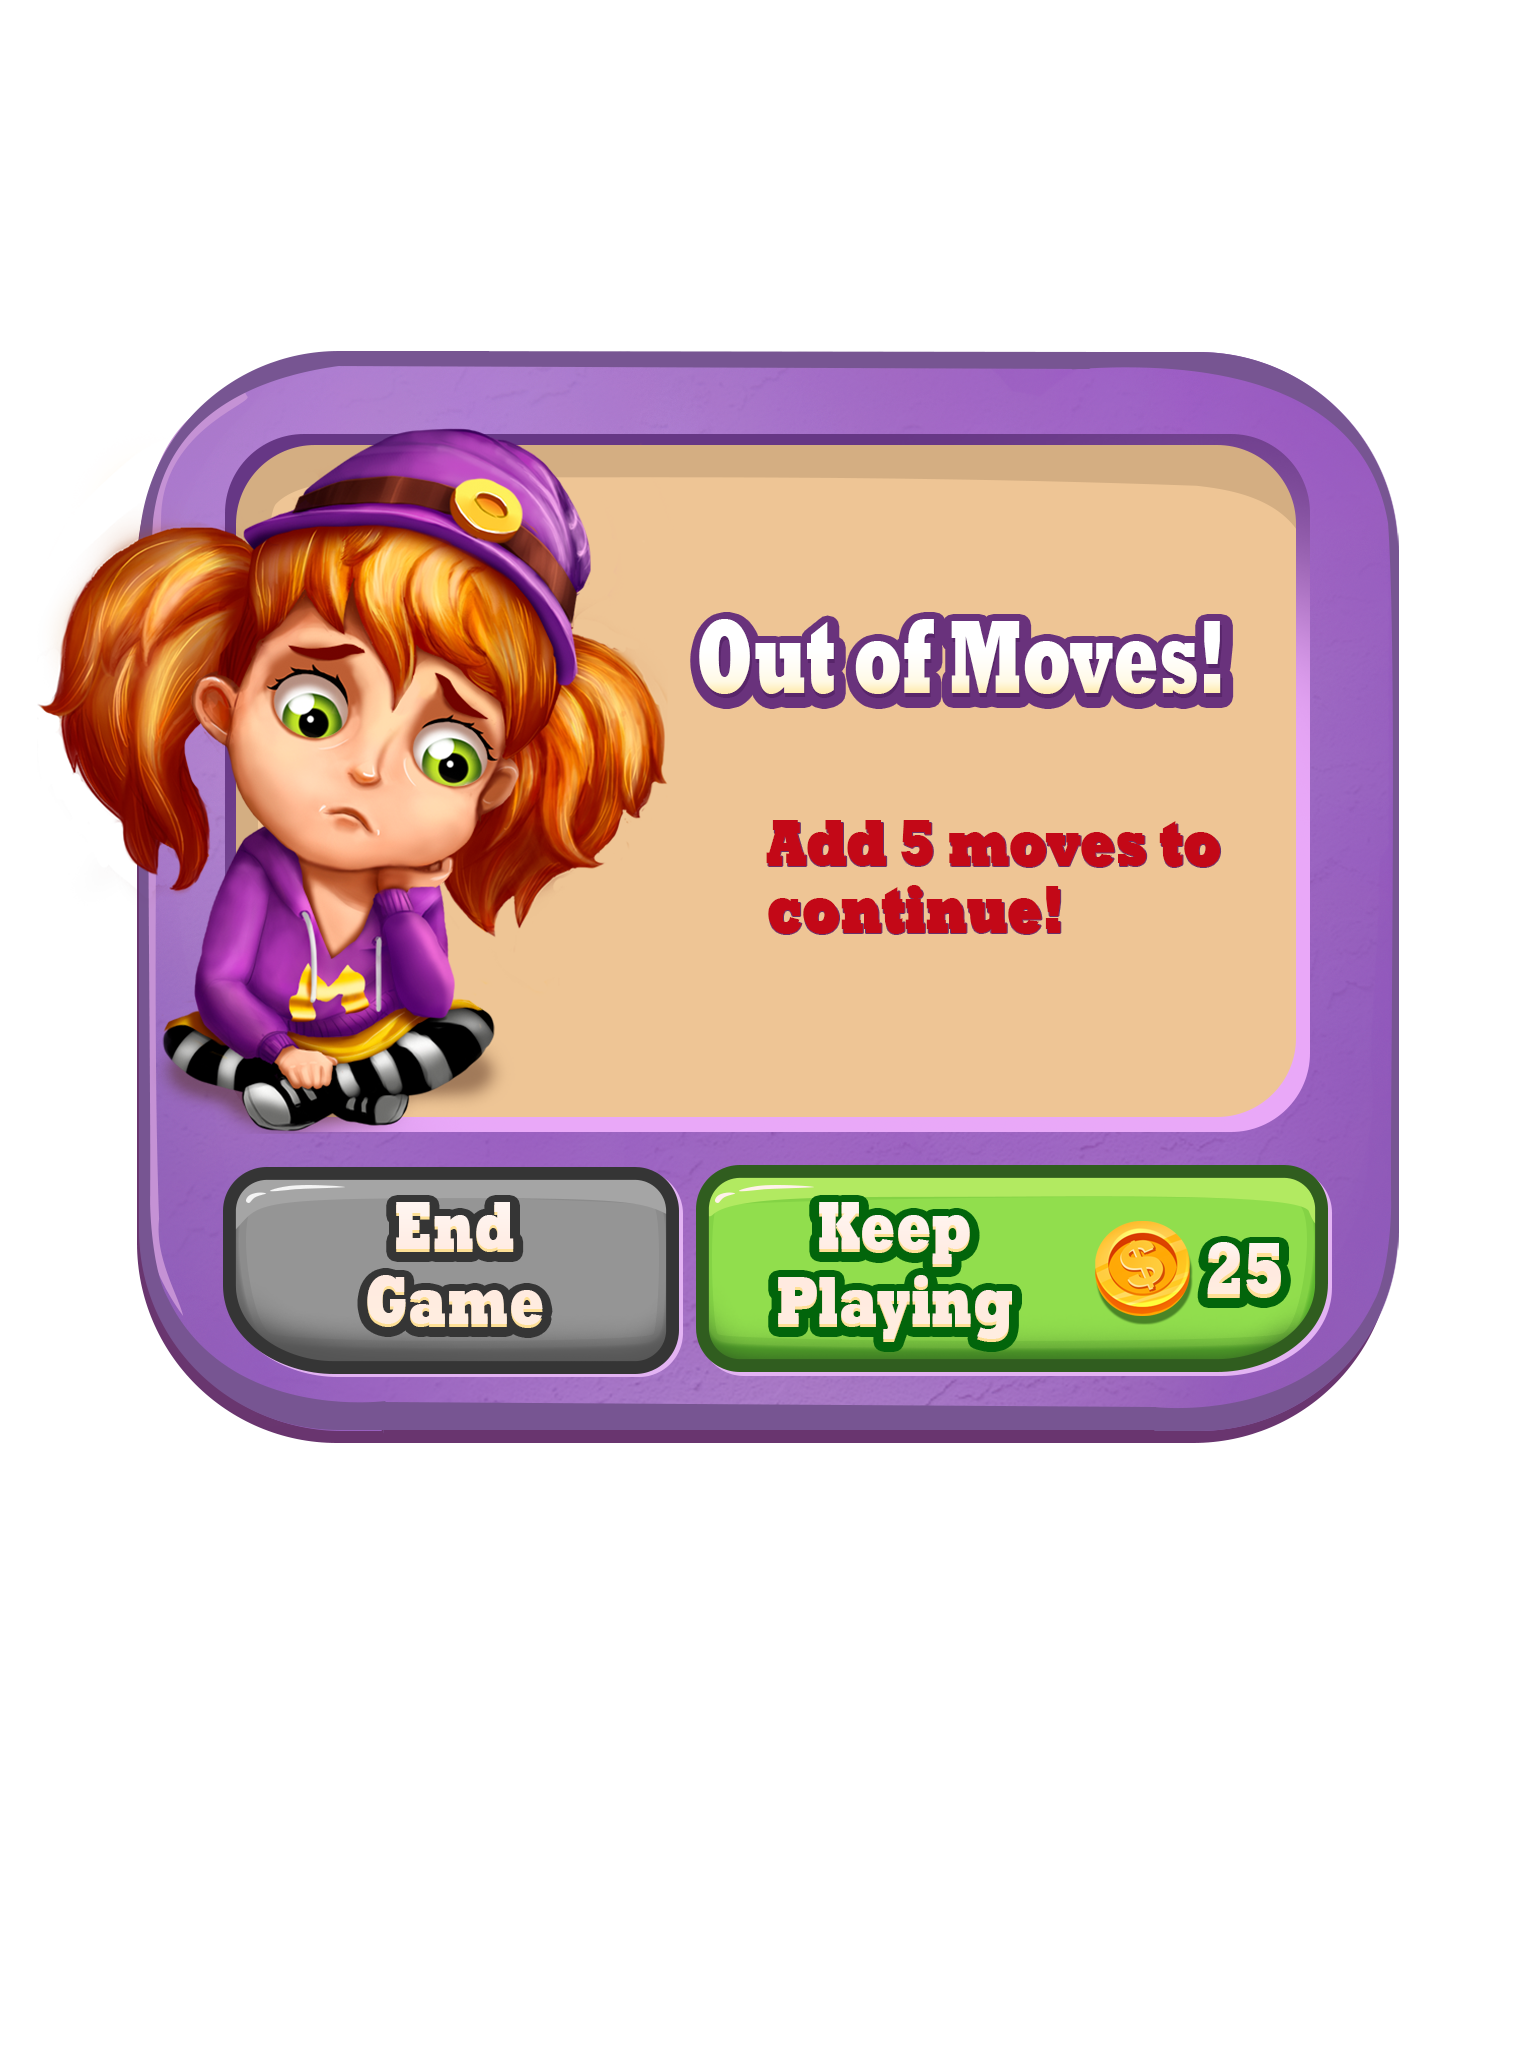 Out of Moves!
Add 5 moves to
continue!
M
End
Game
Keep
Playing
$
25